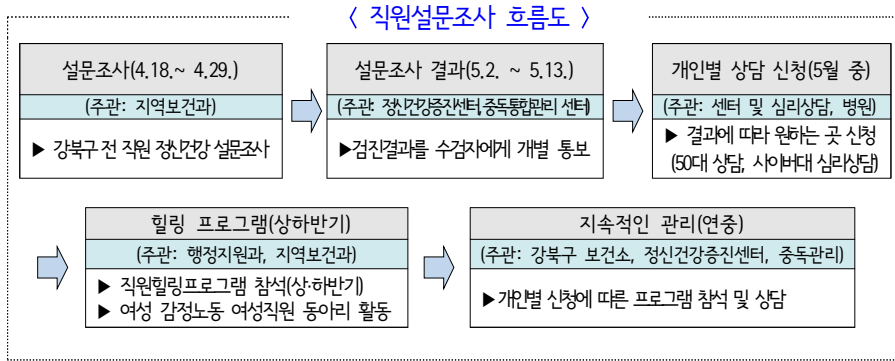 < 직원설문조사 흐름도 >
설문조사(4.18.~ 4.29.)
(주관: 지역보건과)
▶ 강북구 전 직원 정신건강 설문조사
설문조사 결과(5.2. ~ 5.13.)
(주관: 정신건강증진센터,중독통합관리 센터)
▶검진결과를 수검자에게 개별 통보
개인별 상담 신청(5월 중)
(주관: 센터 및 심리상담, 병원)
▶ 결과에 따라 원하는 곳 신청
(50대 상담, 사이버대 심리상담)
힐링 프로그램(상하반기)
(주관: 행정지원과, 지역보건과)
▶ 직원힐링프로그램 참석(상·하반기)
▶ 여성 감정노동 여성직원 동아리 활동
지속적인 관리(연중)
(주관: 강북구 보건소, 정신건강증진센터, 중독관리)
▶개인별 신청에 따른 프로그램 참석 및 상담